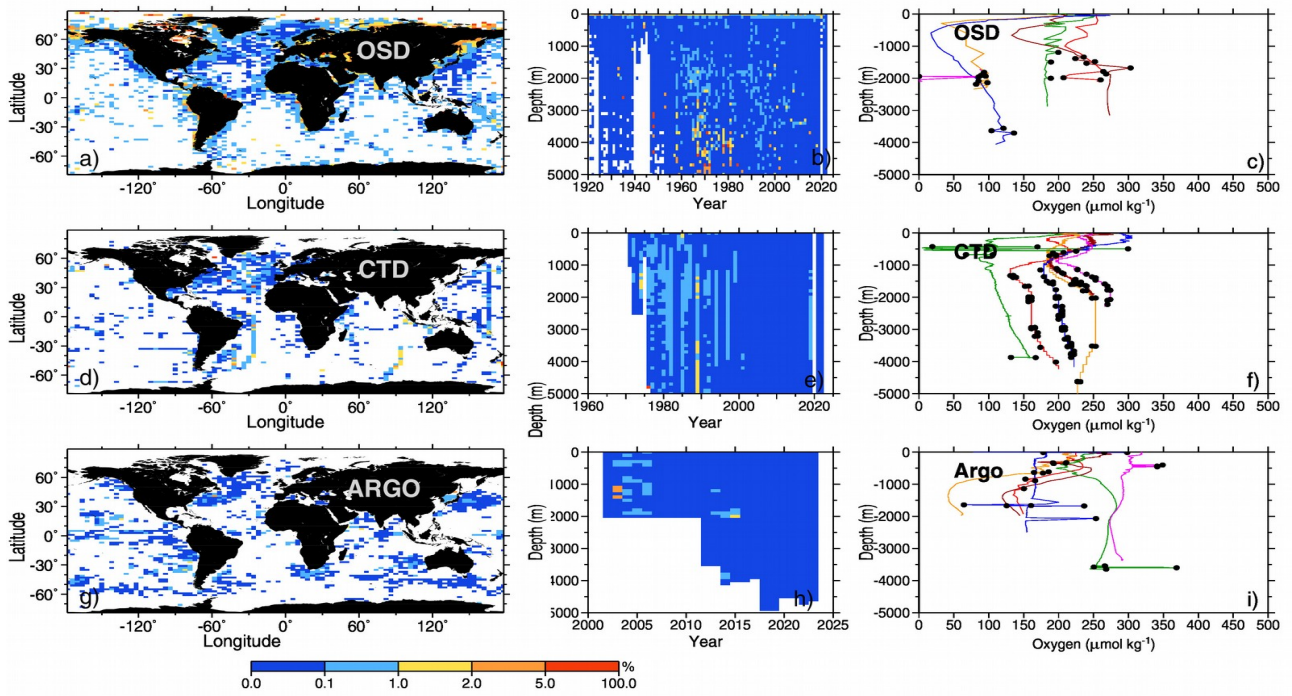 60°
30°
0°
-30°
-60°
Latitude
OSD
a)
-120° -60° 0° 60° 120°
Longitude
0
1000
2000
3000
4000
5000
Depth (m)
b)
1920 1940 1960 1980 2000 2020
Year
0
-1000
-2000
-3000
-4000
-5000
Depth (m)
OSD
c)
0 50 100 150 200 250 300 350 400 450 500
Oxygen (μmol kg⁻¹)
60°
30°
0°
-30°
-60°
Latitude
CTD
d)
-120° -60° 0° 60° 120°
Longitude
0
1000
2000
3000
4000
5000
Depth (m)
e)
1960 1980 2000 2020
Year
0
-1000
-2000
-3000
-4000
-5000
Depth (m)
CTD
f)
0 50 100 150 200 250 300 350 400 450 500
Oxygen (μmol kg⁻¹)
60°
30°
0°
-30°
-60°
Latitude
ARGO
g)
-120° -60° 0° 60° 120°
Longitude
0
1000
2000
3000
4000
5000
Depth (m)
h)
2000 2005 2010 2015 2020 2025
Year
0
-1000
-2000
-3000
-4000
-5000
Depth (m)
Argo
i)
0 50 100 150 200 250 300 350 400 450 500
Oxygen (μmol kg⁻¹)
%
0.0 0.1 1.0 2.0 5.0 100.0